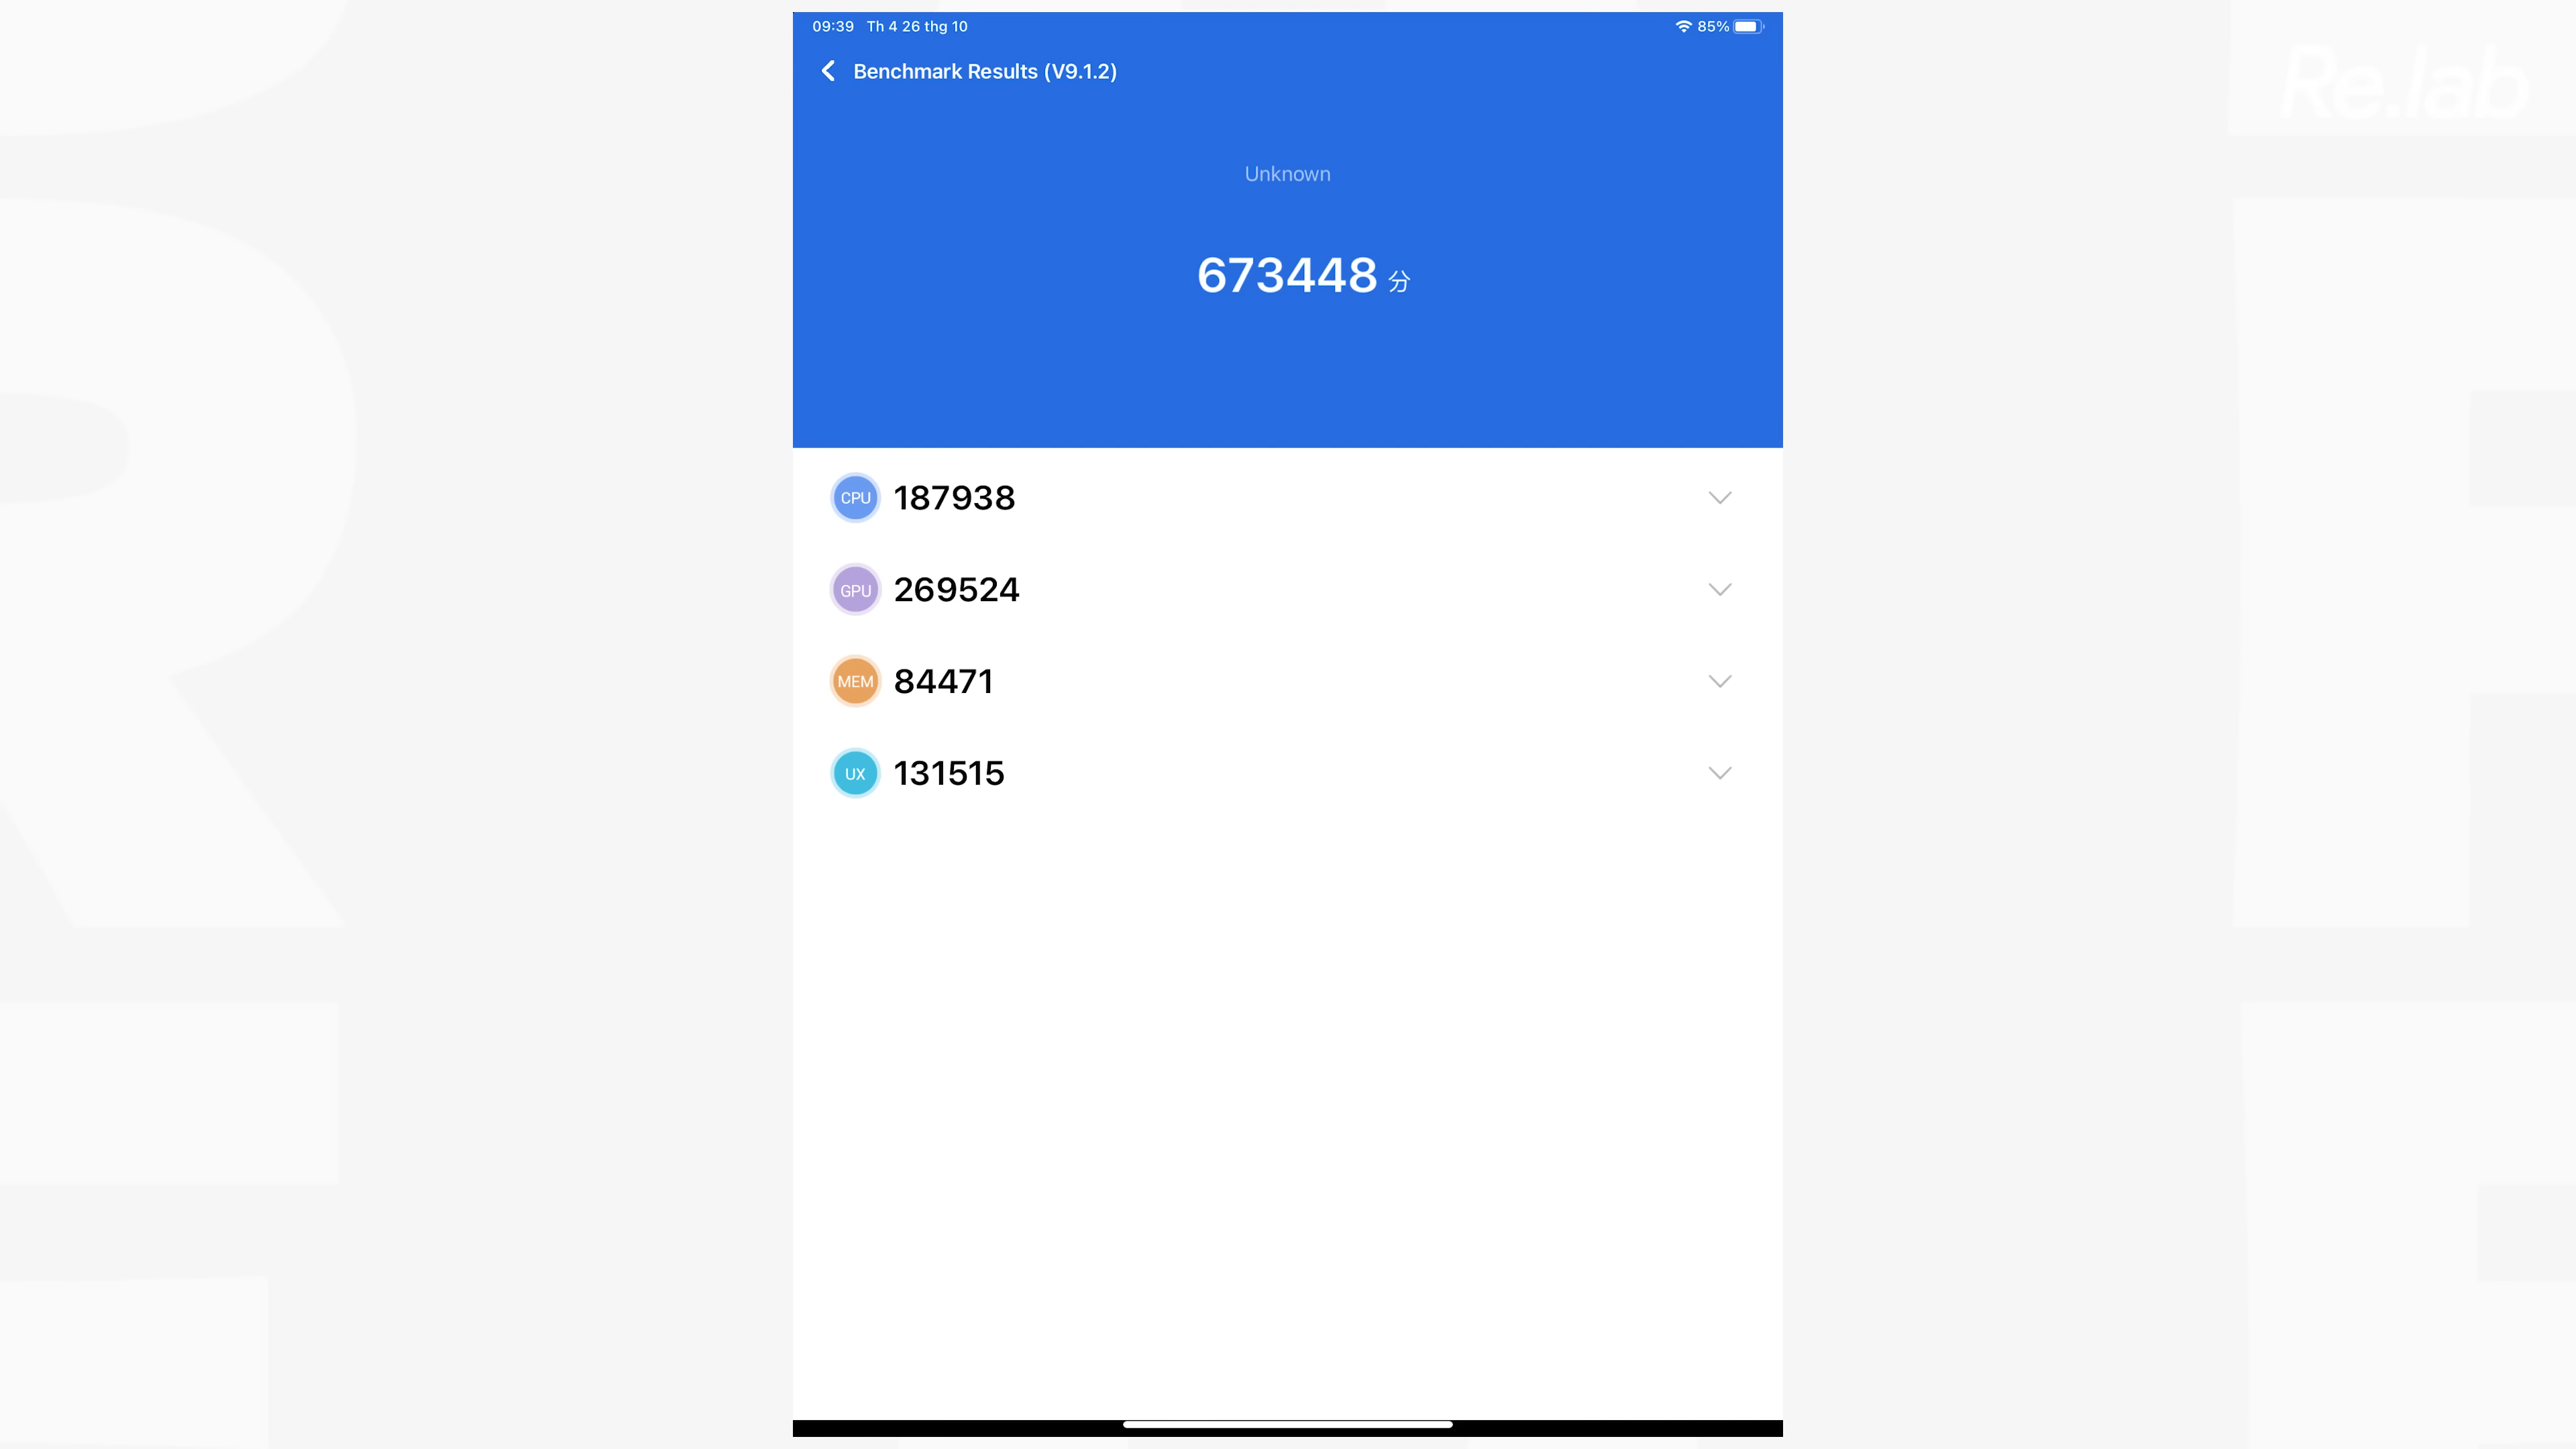 09:39 Th 4 26 thg 10
85%
Benchmark Results (V9.1.2)
Re.lab
Unknown
673448 分
CPU 187938
GPU 269524
MEM 84471
UX 131515